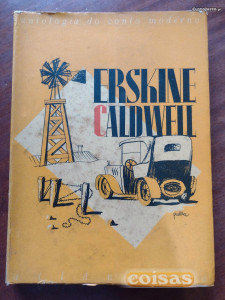 antologia do conto moderno
ERSKINE
CALDWELL
coisas